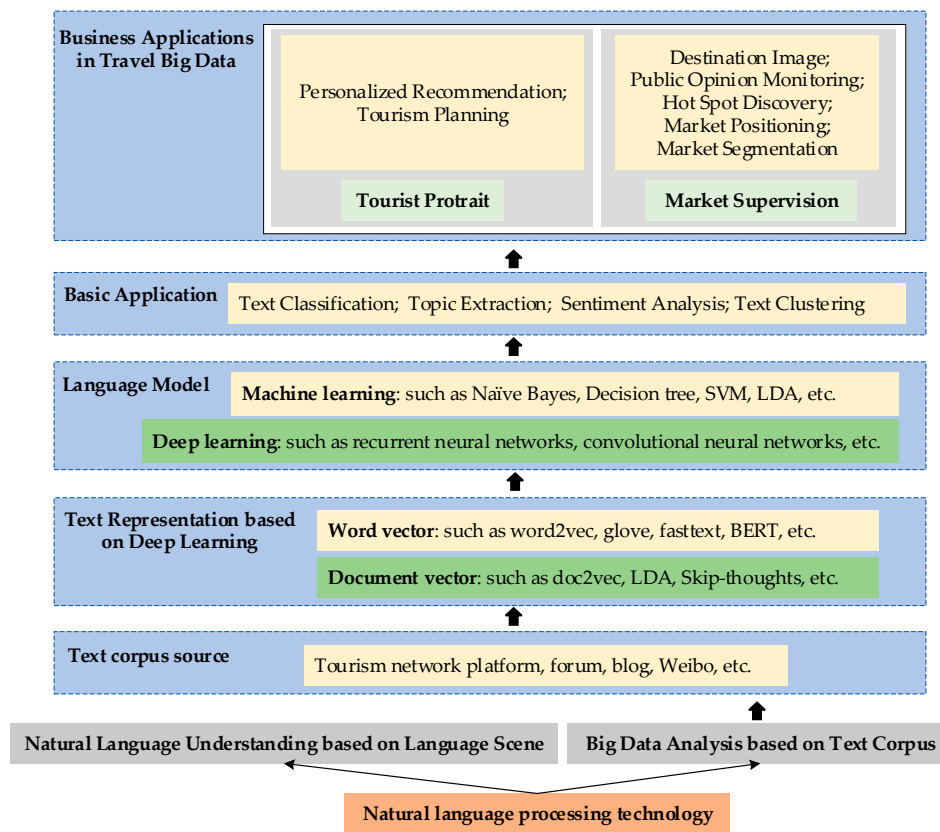 Business Applications
in Travel Big Data
Personalized Recommendation;
Tourism Planning
Tourist Protrait
Destination Image;
Public Opinion Monitoring;
Hot Spot Discovery;
Market Positioning;
Market Segmentation
Market Supervision
Basic Application
Text Classification; Topic Extraction; Sentiment Analysis; Text Clustering
Language Model
Machine learning: such as Naïve Bayes, Decision tree, SVM, LDA, etc.
Deep learning: such as recurrent neural networks, convolutional neural networks, etc.
Text Representation based
on Deep Learning
Word vector: such as word2vec, glove, fasttext, BERT, etc.
Document vector: such as doc2vec, LDA, Skip-thoughts, etc.
Text corpus source
Tourism network platform, forum, blog, Weibo, etc.
Natural Language Understanding based on Language Scene
Big Data Analysis based on Text Corpus
Natural language processing technology